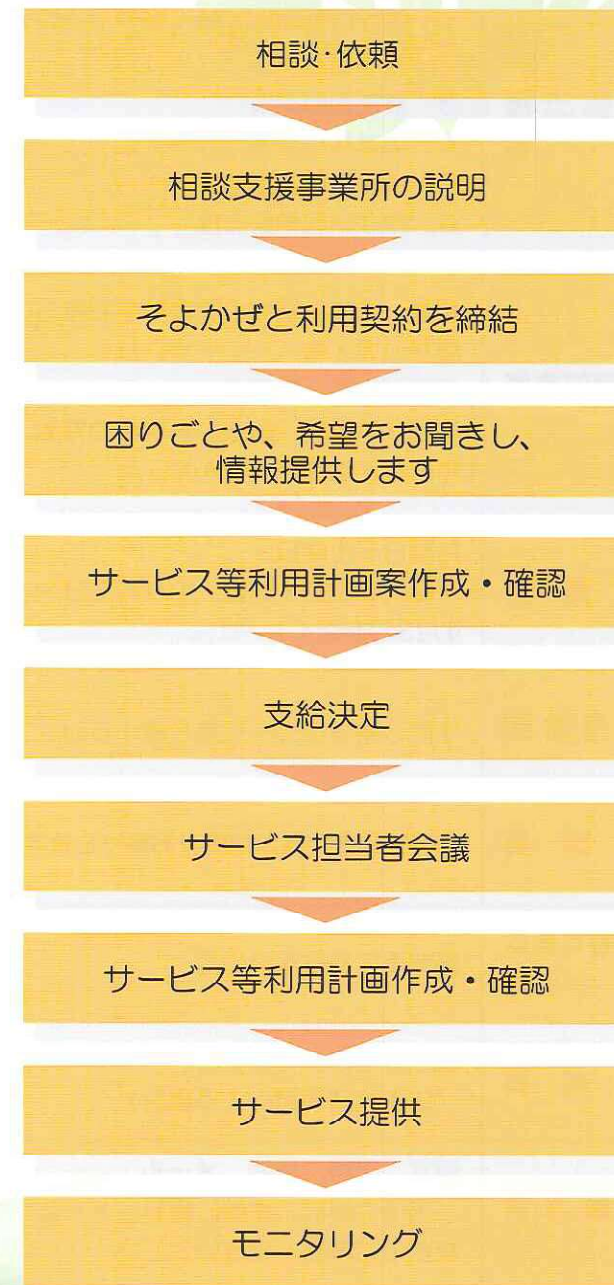 相談・依頼
相談支援事業所の説明
そよかぜと利用契約を締結
困りごとや、希望をお聞きし、
情報提供します
サービス等利用計画案作成・確認
支給決定
サービス担当者会議
サービス等利用計画作成・確認
サービス提供
モニタリング